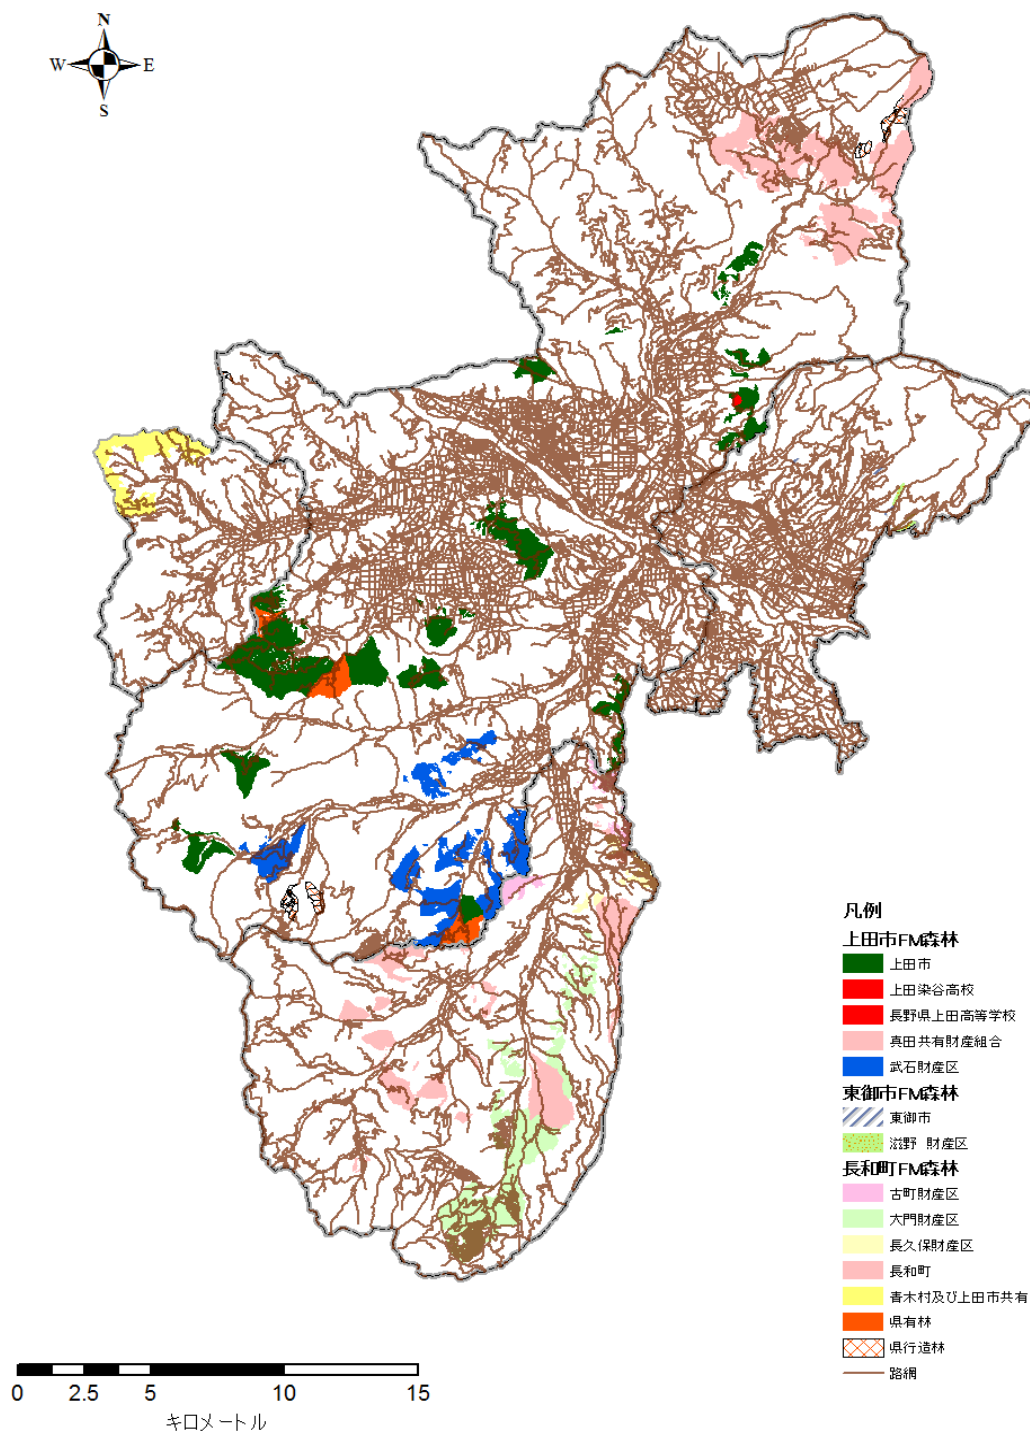 N
W E
S
凡例
上田市FM森林
上田市
上田染谷高校
長野県上田高等学校
真田共有財産組合
武石財産区
東御市FM森林
東御市
滋野 財産区
長和町FM森林
古町財産区
大門財産区
長久保財産区
長和町
青木村及び上田市共有
県有林
県行造林
路網
0 2.5 5 10 15
キロメートル